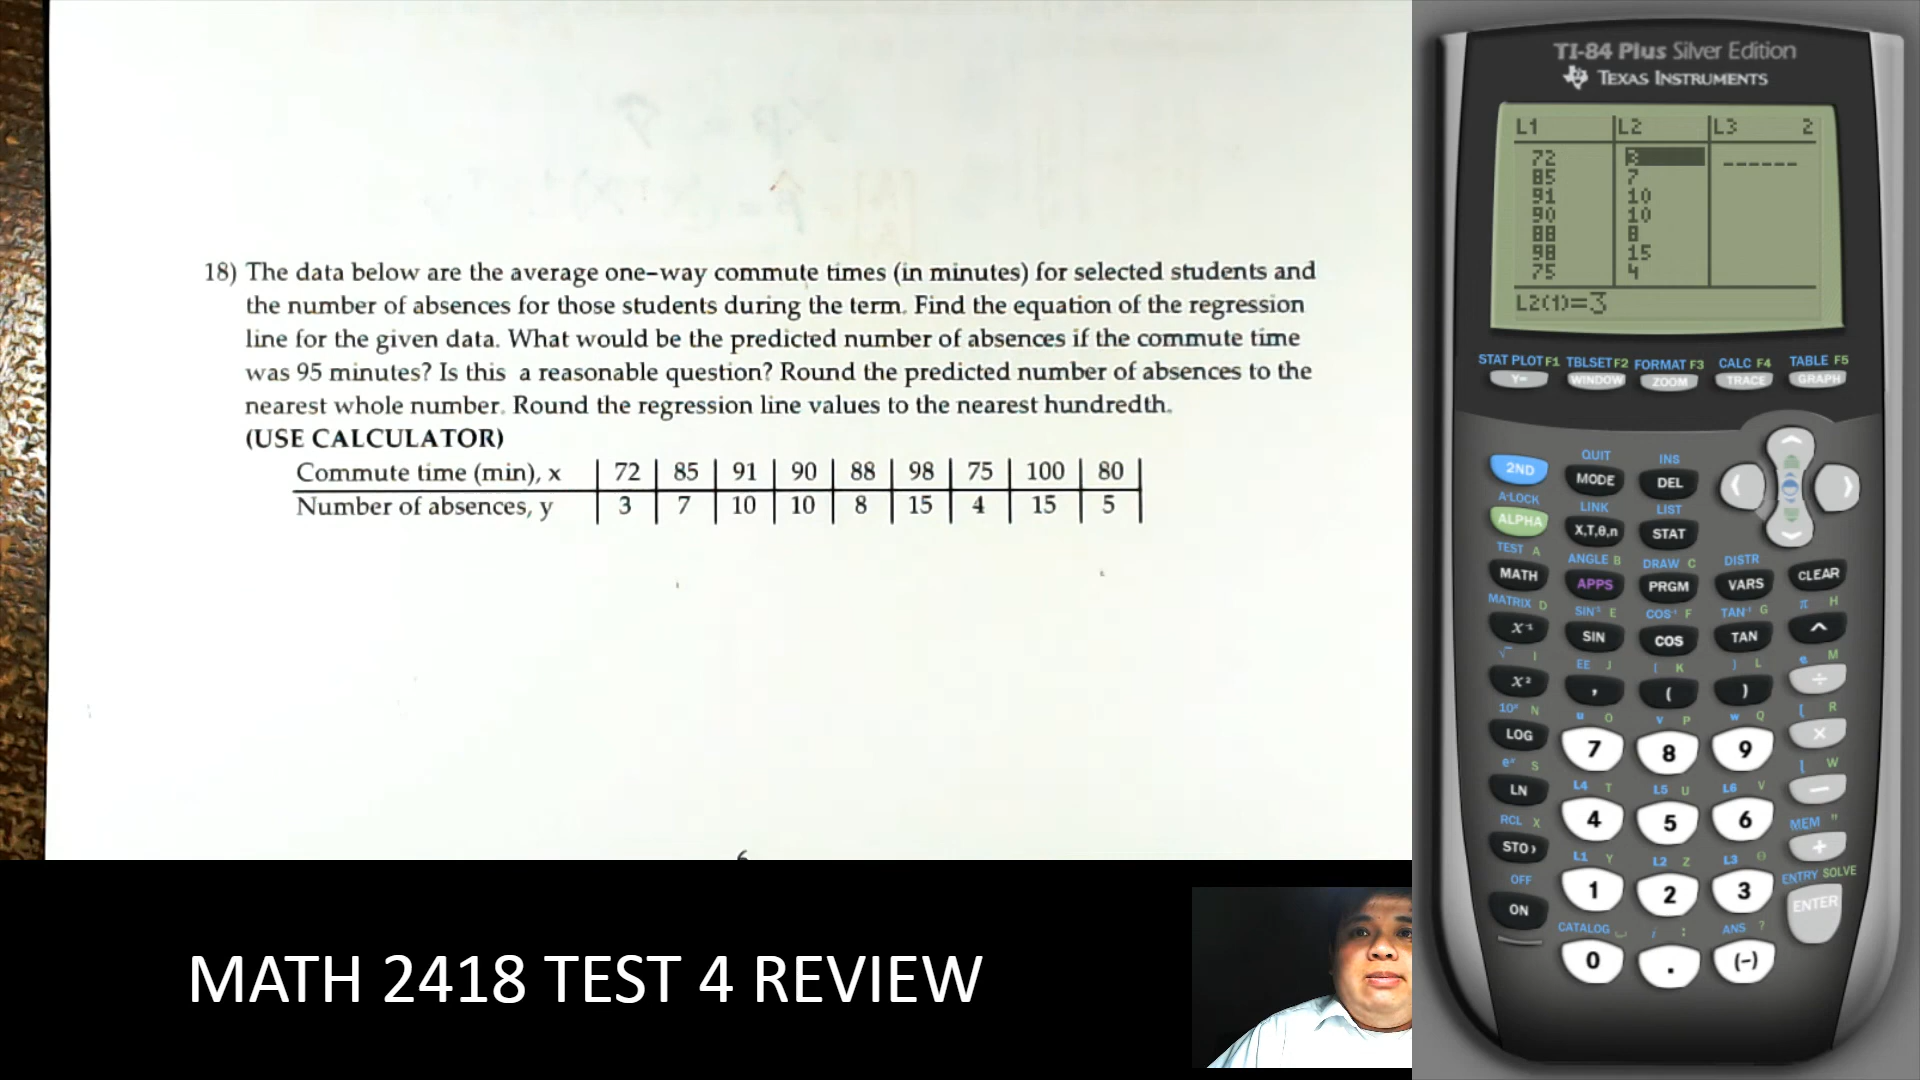 18) The data below are the average one-way commute times (in minutes) for selected students and
the number of absences for those students during the term. Find the equation of the regression
line for the given data. What would be the predicted number of absences if the commute time
was 95 minutes? Is this a reasonable question? Round the predicted number of absences to the
nearest whole number. Round the regression line values to the nearest hundredth.
(USE CALCULATOR)
Commute time (min), x 72 85 91 90 88 98 75 100 80
Number of absences, y 3 7 10 10 8 15 4 15 5
MATH 2418 TEST 4 REVIEW
TI-84 Plus Silver Edition
TEXAS INSTRUMENTS
L1 L2 L3 2
72 3 ------
85 7
91 10
90 10
88 8
98 15
75 4
L2(1)=3
STAT PLOT F1 TBLSET F2 FORMAT F3 CALC F4 TABLE F5
Y= WINDOW ZOOM TRACE GRAPH
QUIT INS
2ND MODE DEL
A-LOCK LINK LIST
ALPHA X,T,θ,n STAT
TEST A ANGLE B DRAW C DISTR
MATH APPS PRGM VARS CLEAR
MATRIX D SIN⁻¹ E COS⁻¹ F TAN⁻¹ G π H
X⁻¹ SIN COS TAN ^
√ I EE J { K } L e M
X² , ( ) ÷
10ˣ N u O v P w Q [ R
LOG 7 8 9 ×
eˣ S L4 T L5 U L6 V ] W
LN 4 5 6 −
RCL X L1 Y L2 Z L3 θ MEM "
STO› 1 2 3 +
OFF CATALOG i : ANS ? ENTRY SOLVE
ON 0 . (-) ENTER